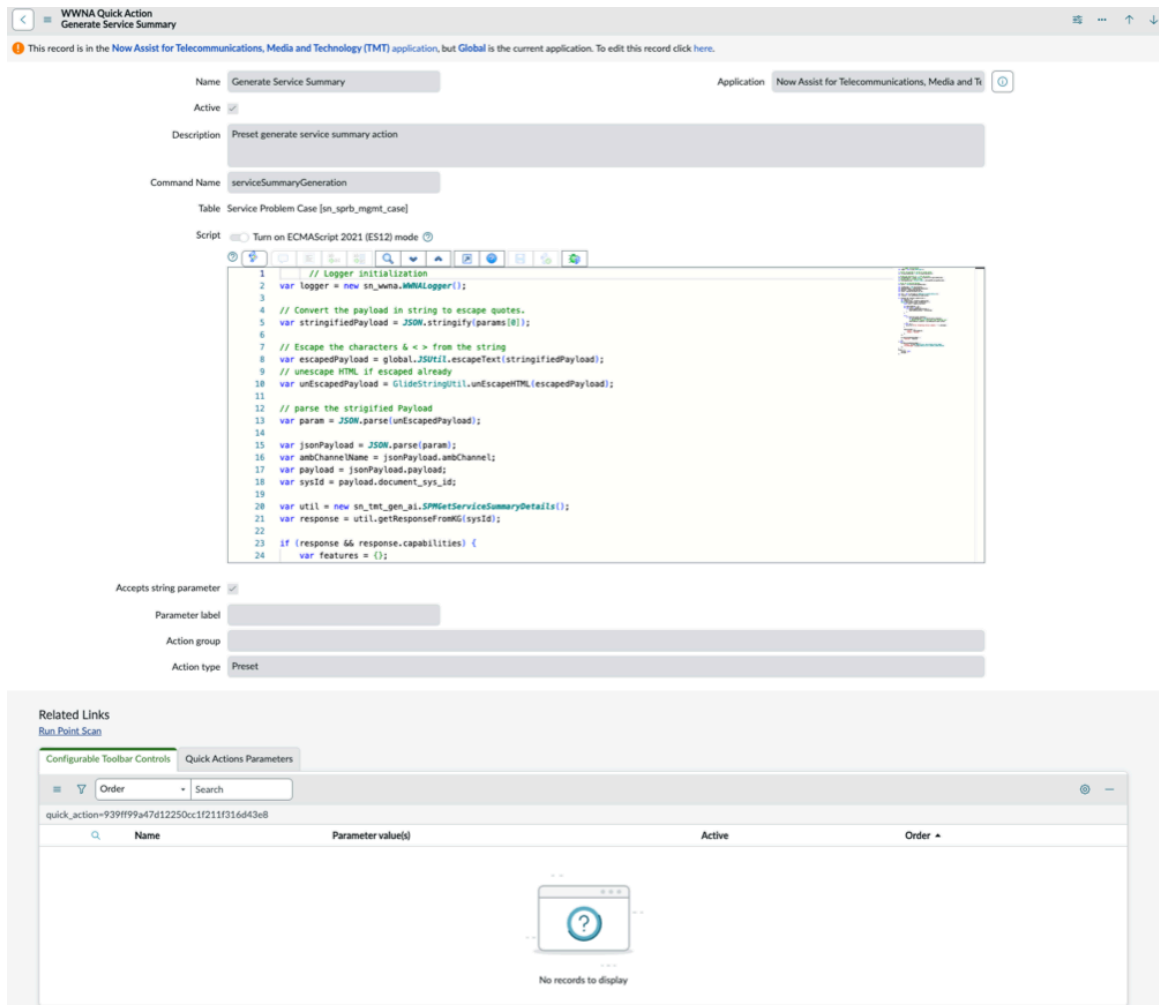 WWNA Quick Action
Generate Service Summary
This record is in the Now Assist for Telecommunications, Media and Technology (TMT) application, but Global is the current application. To edit this record click here.
Name Generate Service Summary
Application Now Assist for Telecommunications, Media and Te
Active
Description Preset generate service summary action
Command Name serviceSummaryGeneration
Table Service Problem Case [sn_sprb_mgmt_case]
Script Turn on ECMAScript 2021 (ES12) mode
1 // Logger initialization
2 var logger = new sn_wwna.WWNALogger();
3
4 // Convert the payload in string to escape quotes.
5 var stringifiedPayload = JSON.stringify(params[0]);
6
7 // Escape the characters & < > from the string
8 var escapedPayload = global.JSUtil.escapeText(stringifiedPayload);
9 // unescape HTML if escaped already
10 var unEscapedPayload = GlideStringUtil.unEscapeHTML(escapedPayload);
11
12 // parse the strigified Payload
13 var param = JSON.parse(unEscapedPayload);
14
15 var jsonPayload = JSON.parse(param);
16 var ambChannelName = jsonPayload.ambChannel;
17 var payload = jsonPayload.payload;
18 var sysId = payload.document_sys_id;
19
20 var util = new sn_tmt_gen_ai.SPMGetServiceSummaryDetails();
21 var response = util.getResponseFromKG(sysId);
22
23 if (response && response.capabilities) {
24 var features = {};
Accepts string parameter
Parameter label
Action group
Action type Preset
Related Links
Run Point Scan
Configurable Toolbar Controls Quick Actions Parameters
Order Search
quick_action=939ff99a47d12250cc1f211f316d43e8
Name Parameter value(s) Active Order
No records to display